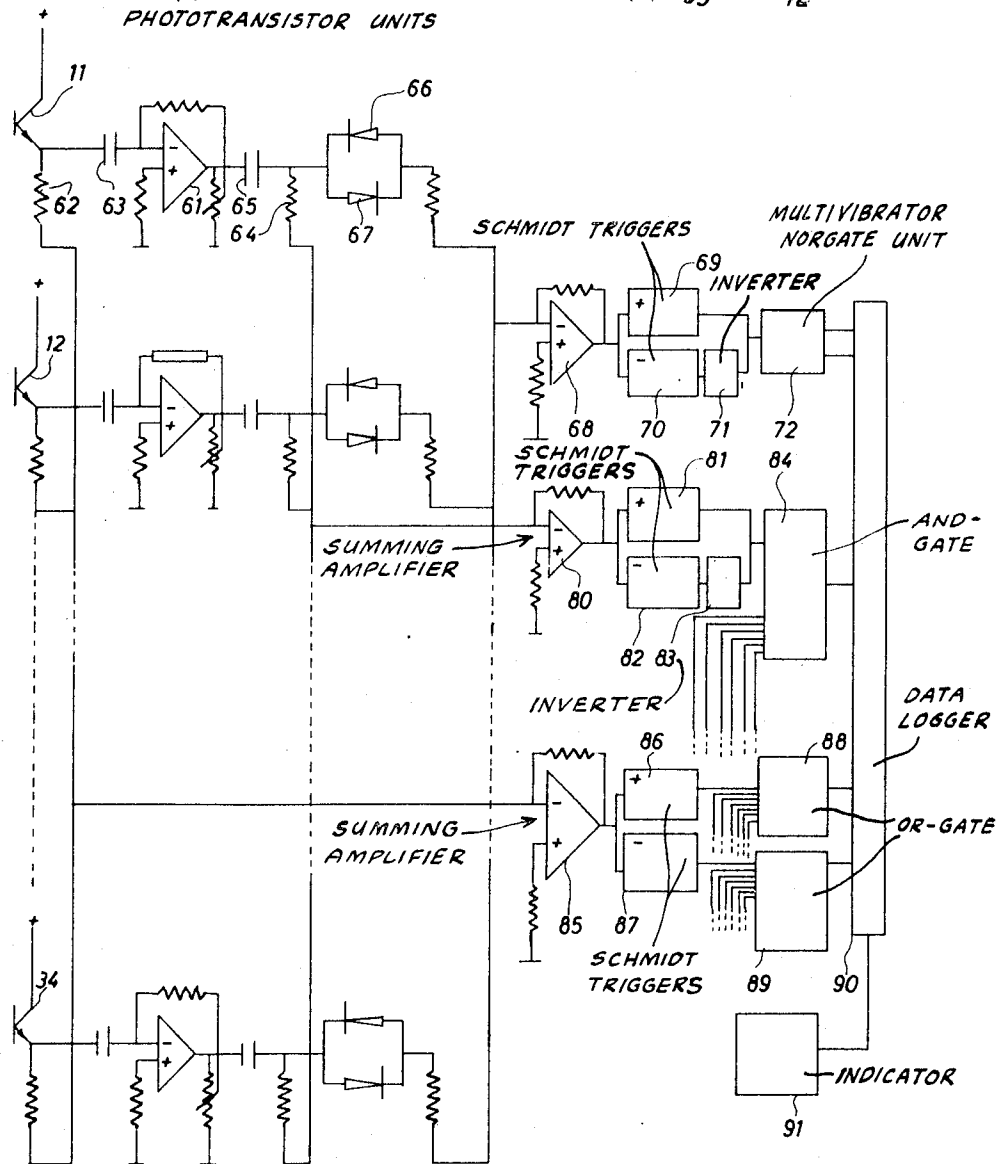 PHOTOTRANSISTOR UNITS
+
11
66
62
63
-
+
61
65
64
67
SCHMIDT TRIGGERS
MULTIVIBRATOR
NORGATE UNIT
69
INVERTER
+
-
-
+
68
70
71
72
+
12
-
+
SCHMIDT
TRIGGERS
81
84
+
-
-
+
AND-
GATE
SUMMING
AMPLIFIER
80
82
83
INVERTER
DATA
LOGGER
86
88
+
-
-
+
OR-GATE
SUMMING
AMPLIFIER
85
87
SCHMIDT
TRIGGERS
89
90
+
34
-
+
INDICATOR
91